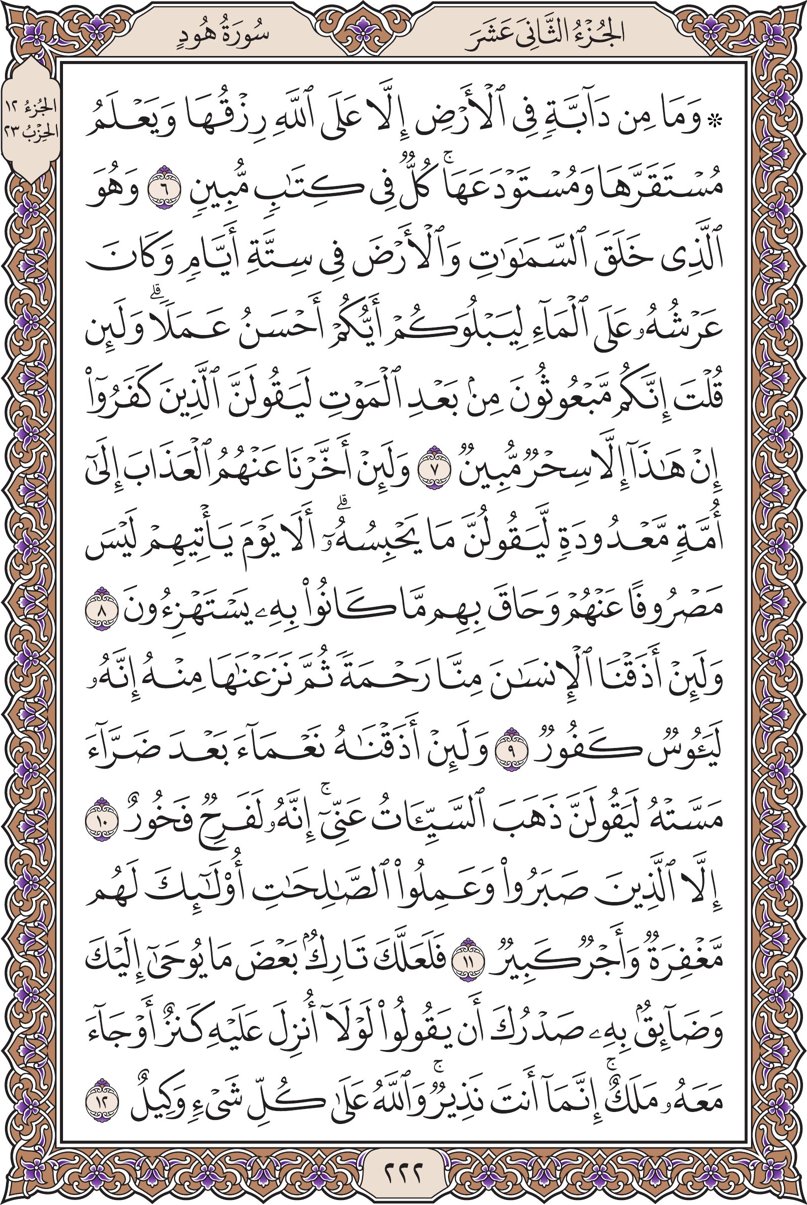 الجُزْءُ الثَّانِيَ عَشَرَ
سُورَةُ هُودٍ
الجُزءُ ١٢
الحِزْبُ ٢٣
۞ وَمَا مِن دَآبَّةٖ فِي ٱلۡأَرۡضِ إِلَّا عَلَى ٱللَّهِ رِزۡقُهَا وَيَعۡلَمُ
مُسۡتَقَرَّهَا وَمُسۡتَوۡدَعَهَاۚ كُلّٞ فِي كِتَٰبٖ مُّبِينٖ ٦ وَهُوَ
ٱلَّذِي خَلَقَ ٱلسَّمَٰوَٰتِ وَٱلۡأَرۡضَ فِي سِتَّةِ أَيَّامٖ وَكَانَ
عَرۡشُهُۥ عَلَى ٱلۡمَآءِ لِيَبۡلُوَكُمۡ أَيُّكُمۡ أَحۡسَنُ عَمَلٗاۗ وَلَئِن
قُلۡتَ إِنَّكُم مَّبۡعُوثُونَ مِنۢ بَعۡدِ ٱلۡمَوۡتِ لَيَقُولَنَّ ٱلَّذِينَ كَفَرُوٓاْ
إِنۡ هَٰذَآ إِلَّا سِحۡرٞ مُّبِينٞ ٧ وَلَئِنۡ أَخَّرۡنَا عَنۡهُمُ ٱلۡعَذَابَ إِلَىٰٓ
أُمَّةٖ مَّعۡدُودَةٖ لَّيَقُولُنَّ مَا يَحۡبِسُهُۥٓۗ أَلَا يَوۡمَ يَأۡتِيهِمۡ لَيۡسَ
مَصۡرُوفًا عَنۡهُمۡ وَحَاقَ بِهِم مَّا كَانُواْ بِهِۦ يَسۡتَهۡزِءُونَ ٨
وَلَئِنۡ أَذَقۡنَا ٱلۡإِنسَٰنَ مِنَّا رَحۡمَةٗ ثُمَّ نَزَعۡنَٰهَا مِنۡهُ إِنَّهُۥ
لَيَـُٔوسٞ كَفُورٞ ٩ وَلَئِنۡ أَذَقۡنَٰهُ نَعۡمَآءَ بَعۡدَ ضَرَّآءَ
مَسَّتۡهُ لَيَقُولَنَّ ذَهَبَ ٱلسَّيِّـَٔاتُ عَنِّيٓۚ إِنَّهُۥ لَفَرِحٞ فَخُورٌ ١٠
إِلَّا ٱلَّذِينَ صَبَرُواْ وَعَمِلُواْ ٱلصَّٰلِحَٰتِ أُوْلَٰٓئِكَ لَهُم
مَّغۡفِرَةٞ وَأَجۡرٞ كَبِيرٞ ١١ فَلَعَلَّكَ تَارِكُۢ بَعۡضَ مَا يُوحَىٰٓ إِلَيۡكَ
وَضَآئِقُۢ بِهِۦ صَدۡرُكَ أَن يَقُولُواْ لَوۡلَآ أُنزِلَ عَلَيۡهِ كَنزٌ أَوۡ جَآءَ
مَعَهُۥ مَلَكٌۚ إِنَّمَآ أَنتَ نَذِيرٞۚ وَٱللَّهُ عَلَىٰ كُلِّ شَيۡءٖ وَكِيلٌ ١٢
٢٢٢